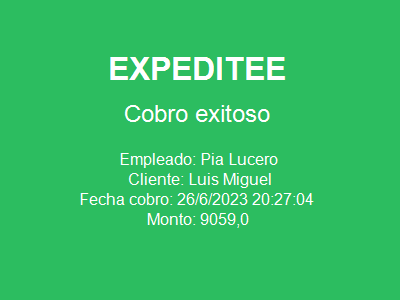 EXPEDITEE
Cobro exitoso
Empleado: Pia Lucero
Cliente: Luis Miguel
Fecha cobro: 26/6/2023 20:27:04
Monto: 9059,0